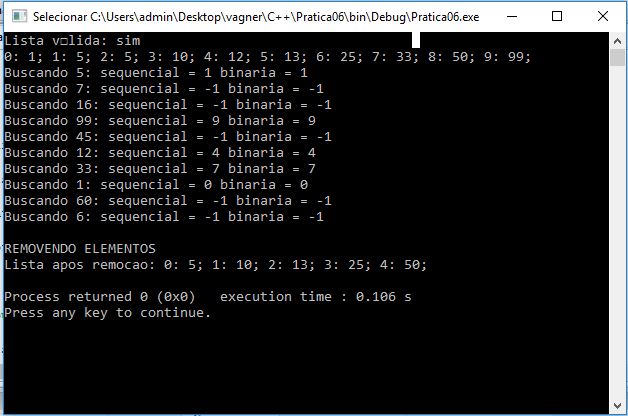 Selecionar C:\Users\admin\Desktop\vagner\C++\Pratica06\bin\Debug\Pratica06.exe
Lista v□lida: sim
0: 1; 1: 5; 2: 5; 3: 10; 4: 12; 5: 13; 6: 25; 7: 33; 8: 50; 9: 99;
Buscando 5: sequencial = 1 binaria = 1
Buscando 7: sequencial = -1 binaria = -1
Buscando 16: sequencial = -1 binaria = -1
Buscando 99: sequencial = 9 binaria = 9
Buscando 45: sequencial = -1 binaria = -1
Buscando 12: sequencial = 4 binaria = 4
Buscando 33: sequencial = 7 binaria = 7
Buscando 1: sequencial = 0 binaria = 0
Buscando 60: sequencial = -1 binaria = -1
Buscando 6: sequencial = -1 binaria = -1
REMOVENDO ELEMENTOS
Lista apos remocao: 0: 5; 1: 10; 2: 13; 3: 25; 4: 50;
Process returned 0 (0x0)   execution time : 0.106 s
Press any key to continue.